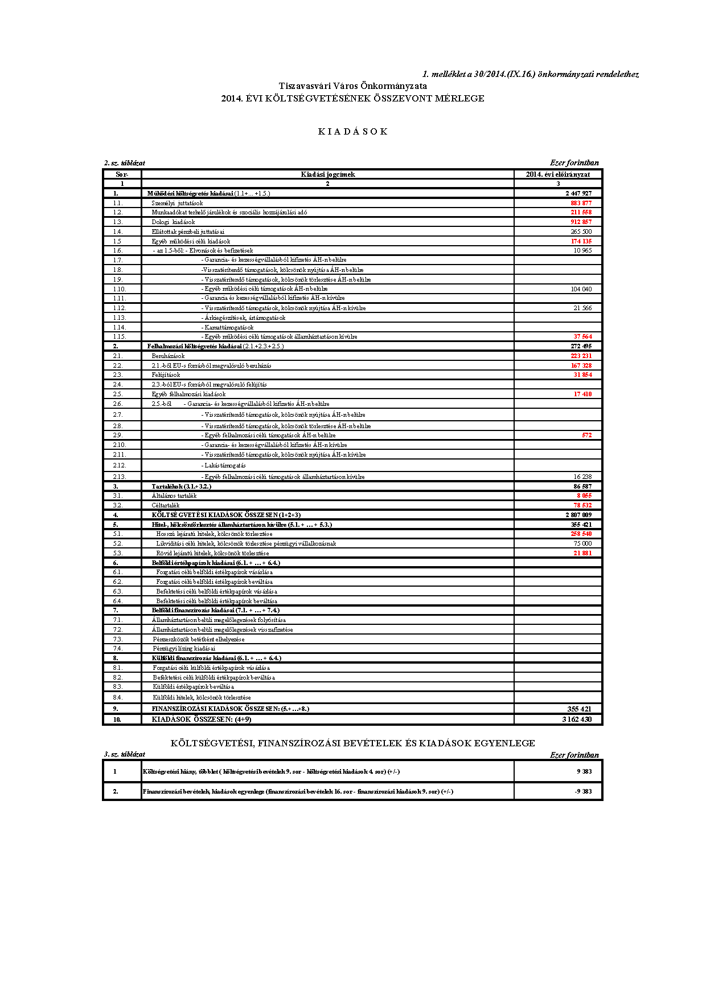 1. melléklet a 30/2014.(IX.16.) önkormányzati rendelethez
Tiszavasvári Város Önkormányzata
2014. ÉVI KÖLTSÉGVETÉSÉNEK ÖSSZEVONT MÉRLEGE
K I A D Á S O K
2. sz. táblázat Ezer forintban
Sor- Kiadási jogcímek 2014. évi előirányzat
1 2 3
1. Működési költségvetés kiadásai (1.1+…+1.5.) 2 447 927
1.1. Személyi juttatások 883 877
1.2. Munkaadókat terhelő járulékok és szociális hozzájárulási adó 211 558
1.3. Dologi kiadások 912 857
1.4. Ellátottak pénzbeli juttatásai 265 500
1.5 Egyéb működési célú kiadások 174 135
1.6. - az 1.5-ből: - Elvonások és befizetések 10 965
1.7. - Garancia- és kezességvállalásból kifizetés ÁH-n belülre
1.8. -Visszatérítendő támogatások, kölcsönök nyújtása ÁH-n belülre
1.9. - Visszatérítendő támogatások, kölcsönök törlesztése ÁH-n belülre
1.10. - Egyéb működési célú támogatások ÁH-n belülre 104 040
1.11. - Garancia és kezességvállalásból kifizetés ÁH-n kívülre
1.12. - Visszatérítendő támogatások, kölcsönök nyújtása ÁH-n kívülre 21 566
1.13. - Árkiegészítések, ártámogatások
1.14. - Kamattámogatások
1.15. - Egyéb működési célú támogatások államháztartáson kívülre 37 564
2. Felhalmozási költségvetés kiadásai (2.1.+2.3.+2.5.) 272 495
2.1. Beruházások 223 231
2.2. 2.1.-ből EU-s forrásból megvalósuló beruházás 167 328
2.3. Felújítások 31 854
2.4. 2.3.-ból EU-s forrásból megvalósuló felújítás
2.5. Egyéb felhalmozási kiadások 17 410
2.6. 2.5.-ből - Garancia- és kezességvállalásból kifizetés ÁH-n belülre
2.7. - Visszatérítendő támogatások, kölcsönök nyújtása ÁH-n belülre
2.8. - Visszatérítendő támogatások, kölcsönök törlesztése ÁH-n belülre
2.9. - Egyéb felhalmozási célú támogatások ÁH-n belülre 572
2.10. - Garancia- és kezességvállalásból kifizetés ÁH-n kívülre
2.11. - Visszatérítendő támogatások, kölcsönök nyújtása ÁH-n kívülre
2.12. - Lakástámogatás
2.13. - Egyéb felhalmozási célú támogatások államháztartáson kívülre 16 238
3. Tartalékok (3.1.+3.2.) 86 587
3.1. Általános tartalék 8 055
3.2. Céltartalék 78 532
4. KÖLTSÉGVETÉSI KIADÁSOK ÖSSZESEN (1+2+3) 2 807 009
5. Hitel-, kölcsöntörlesztés államháztartáson kívülre (5.1. + … + 5.3.) 355 421
5.1. Hosszú lejáratú hitelek, kölcsönök törlesztése 258 540
5.2. Likviditási célú hitelek, kölcsönök törlesztése pénzügyi vállalkozásnak 75 000
5.3. Rövid lejáratú hitelek, kölcsönök törlesztése 21 881
6. Belföldi értékpapírok kiadásai (6.1. + … + 6.4.)
6.1. Forgatási célú belföldi értékpapírok vásárlása
6.2. Forgatási célú belföldi értékpapírok beváltása
6.3. Befektetési célú belföldi értékpapírok vásárlása
6.4. Befektetési célú belföldi értékpapírok beváltása
7. Belföldi finanszírozás kiadásai (7.1. + … + 7.4.)
7.1. Államháztartáson belüli megelőlegezések folyósítása
7.2. Államháztartáson belüli megelőlegezések visszafizetése
7.3. Pénzeszközök betétként elhelyezése
7.4. Pénzügyi lízing kiadásai
8. Külföldi finanszírozás kiadásai (6.1. + … + 6.4.)
8.1. Forgatási célú külföldi értékpapírok vásárlása
8.2. Befektetési célú külföldi értékpapírok beváltása
8.3. Külföldi értékpapírok beváltása
8.4. Külföldi hitelek, kölcsönök törlesztése
9. FINANSZÍROZÁSI KIADÁSOK ÖSSZESEN: (5.+…+8.) 355 421
10. KIADÁSOK ÖSSZESEN: (4+9) 3 162 430
KÖLTSÉGVETÉSI, FINANSZÍROZÁSI BEVÉTELEK ÉS KIADÁSOK EGYENLEGE
3. sz. táblázat Ezer forintban
1 Költségvetési hiány, többlet ( költségvetési bevételek 9. sor - költségvetési kiadások 4. sor) (+/-) 9 383
2. Finanszírozási bevételek, kiadások egyenlege (finanszírozási bevételek 16. sor - finanszírozási kiadások 9. sor) (+/-) -9 383